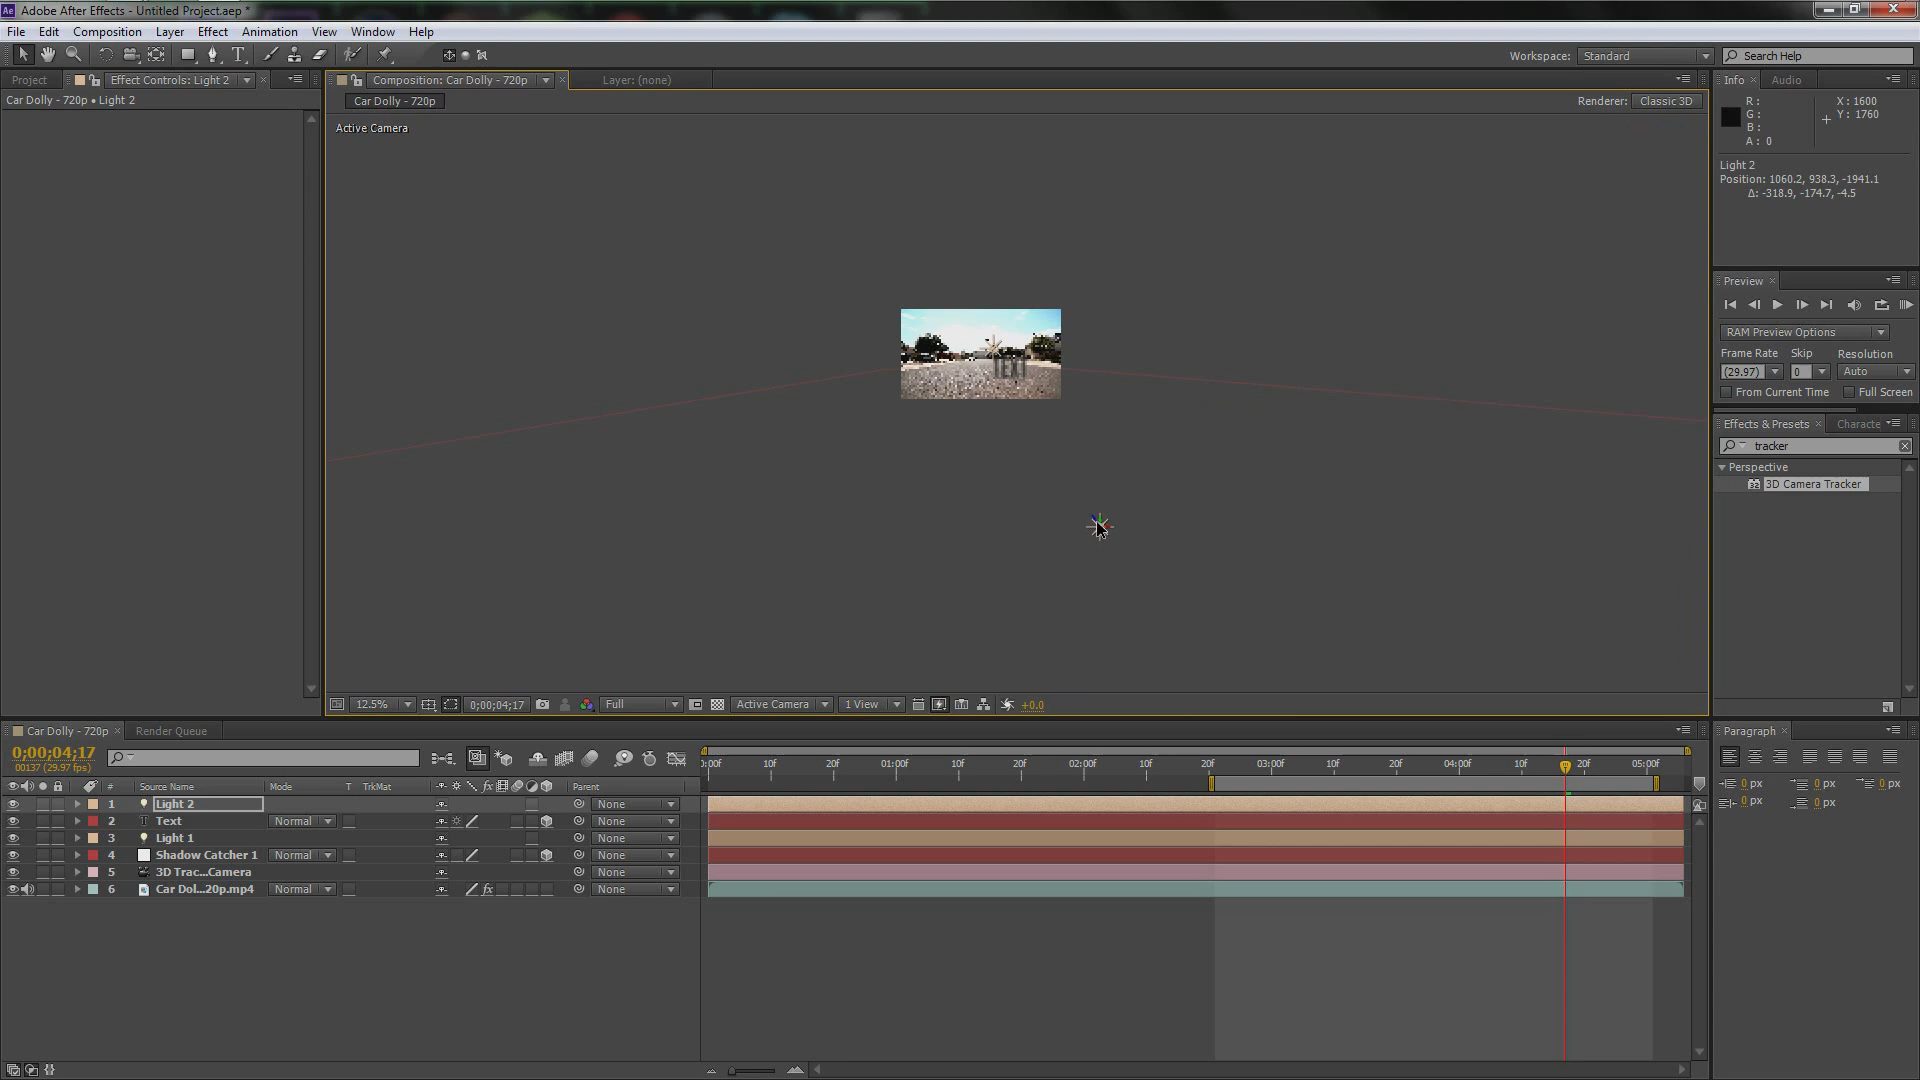 Adobe After Effects - Untitled Project.aep *
File Edit Composition Layer Effect Animation View Window Help
Workspace: Standard Search Help
Project Effect Controls: Light 2 Composition: Car Dolly - 720p Layer: (none) Info Audio
Car Dolly - 720p • Light 2
Car Dolly - 720p Renderer: Classic 3D
Active Camera
R : X : 1600
G : Y : 1760
B :
A : 0
Light 2
Position: 1060.2, 938.3, -1941.1
Δ: -318.9, -174.7, -4.5
Preview
RAM Preview Options
Frame Rate Skip Resolution
(29.97) 0 Auto
From Current Time Full Screen
TEXT
Effects & Presets Characte
tracker
Perspective
32 3D Camera Tracker
12.5% 0;00;04;17 Full Active Camera 1 View +0.0
Car Dolly - 720p Render Queue Paragraph
0;00;04;17
00137 (29.97 fps)
):00f 10f 20f 01:00f 10f 20f 02:00f 10f 20f 03:00f 10f 20f 04:00f 10f 20f 05:00f
# Source Name Mode T TrkMat fx Parent
0 px 0 px 0 px
0 px 0 px
1 Light 2 None
2 T Text Normal None
3 Light 1 None
4 Shadow Catcher 1 Normal None
5 3D Trac...Camera None
6 Car Dol...20p.mp4 Normal fx None